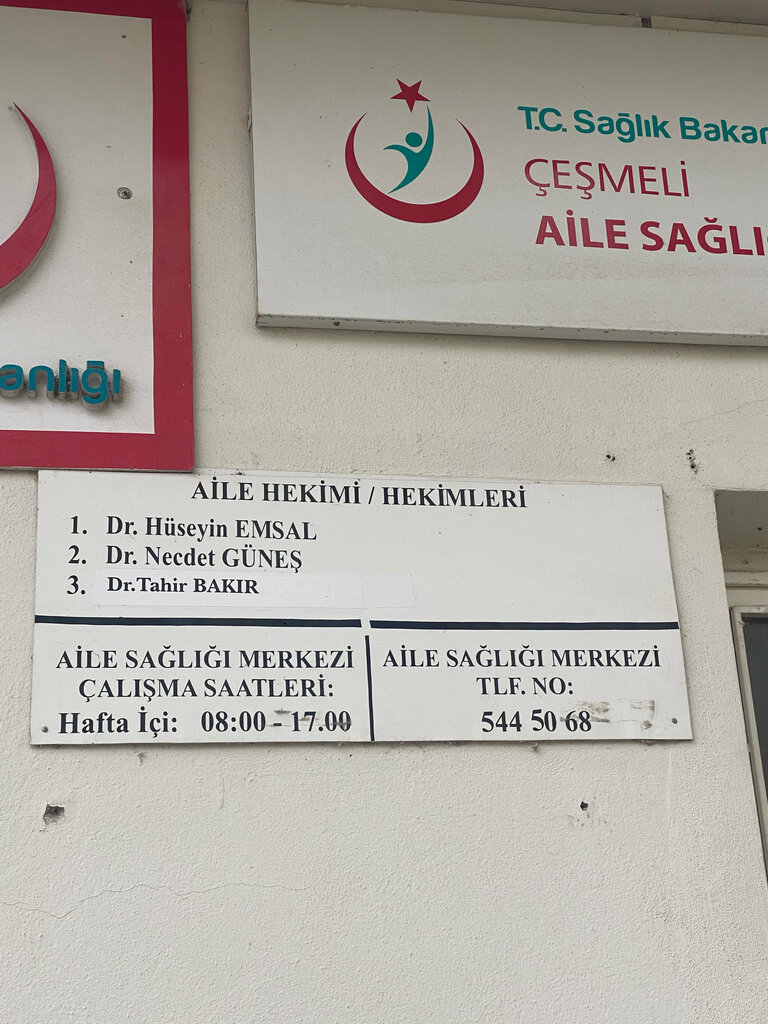 anlığı
T.C. Sağlık Bakan
ÇEŞMELİ
AİLE SAĞLI
AİLE HEKİMİ / HEKİMLERİ
1. Dr. Hüseyin EMSAL
2. Dr. Necdet GÜNEŞ
3. Dr.Tahir BAKIR
AİLE SAĞLIĞI MERKEZİ
ÇALIŞMA SAATLERİ:
Hafta İçi: 08:00 - 17.00
AİLE SAĞLIĞI MERKEZİ
TLF. NO:
544 50 68